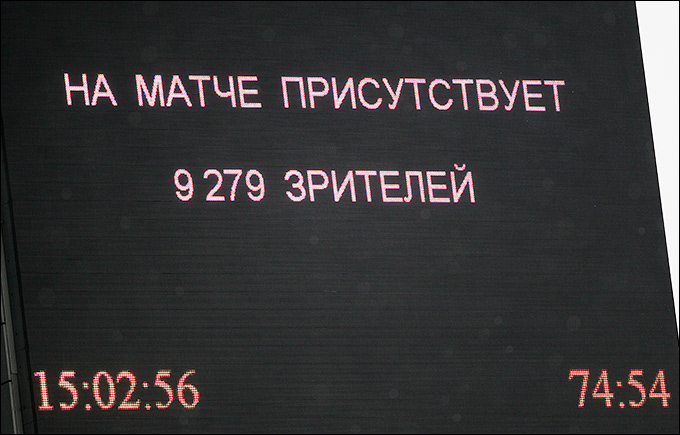 НА МАТЧЕ ПРИСУТСТВУЕТ
9 279 ЗРИТЕЛЕЙ
15:02:56 74:54